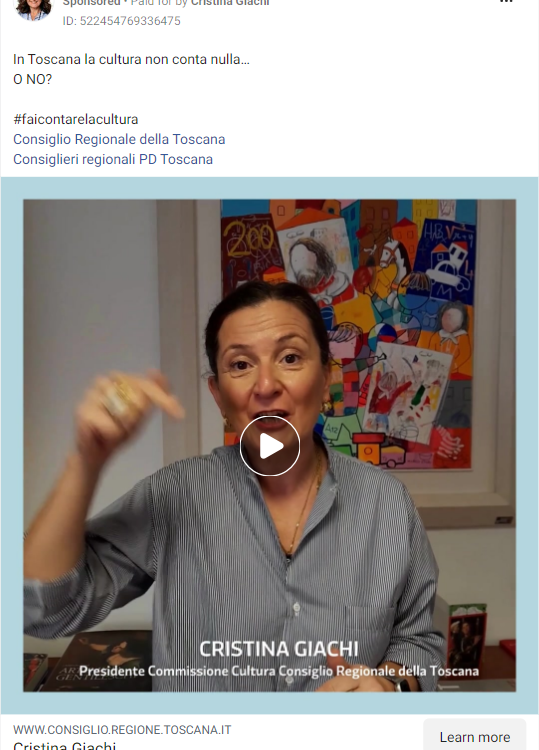 Sponsored • Paid for by Cristina Giachi
ID: 522454769336475
In Toscana la cultura non conta nulla...
O NO?
#faicontarelacultura
Consiglio Regionale della Toscana
Consiglieri regionali PD Toscana
200
CRISTINA GIACHI
Presidente Commissione Cultura Consiglio Regionale della Toscana
WWW.CONSIGLIO.REGIONE.TOSCANA.IT
Cristina Giachi
Learn more